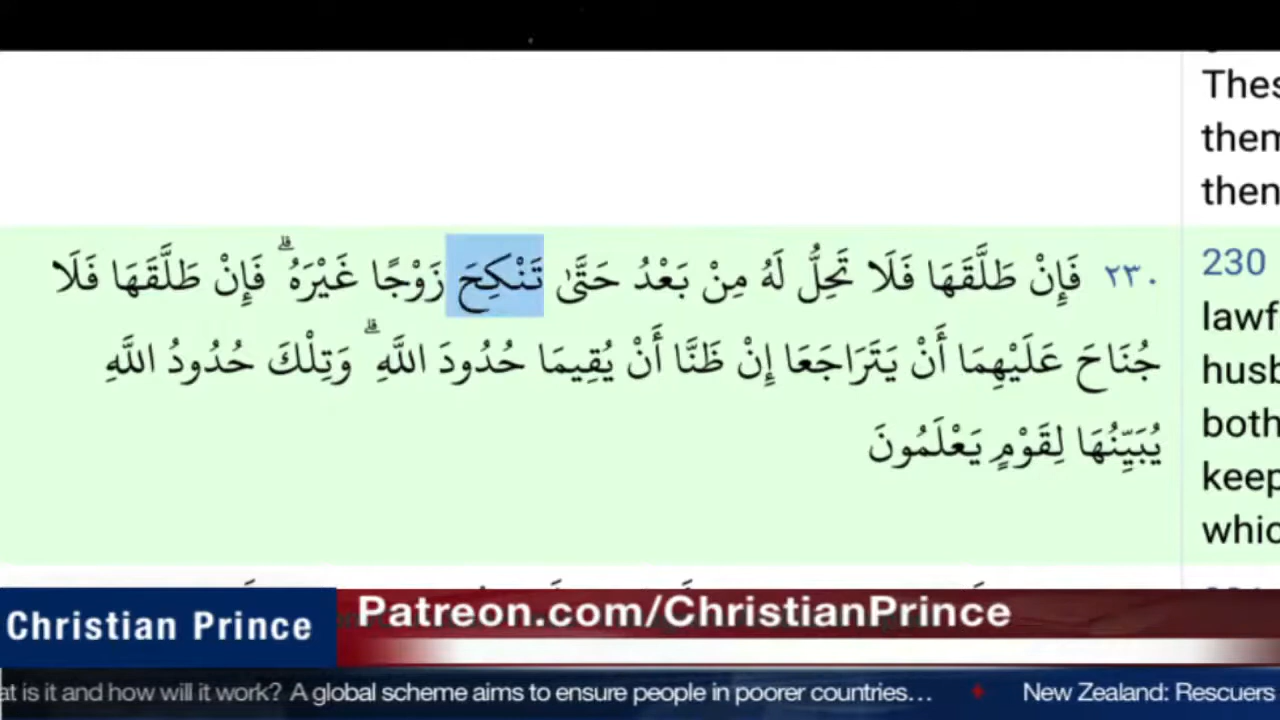 Thes
them
then
٢٣٠ فَإِنْ طَلَّقَهَا فَلَا تَحِلُّ لَهُ مِنْ بَعْدُ حَتَّىٰ تَنْكِحَ زَوْجًا غَيْرَهُ ۗ فَإِنْ طَلَّقَهَا فَلَا
جُنَاحَ عَلَيْهِمَا أَنْ يَتَرَاجَعَا إِنْ ظَنَّا أَنْ يُقِيمَا حُدُودَ اللَّهِ ۗ وَتِلْكَ حُدُودُ اللَّهِ
يُبَيِّنُهَا لِقَوْمٍ يَعْلَمُونَ
230
lawf
husb
both
keep
whic
Christian Prince
Patreon.com/ChristianPrince
at is it and how will it work? A global scheme aims to ensure people in poorer countries… New Zealand: Rescuers